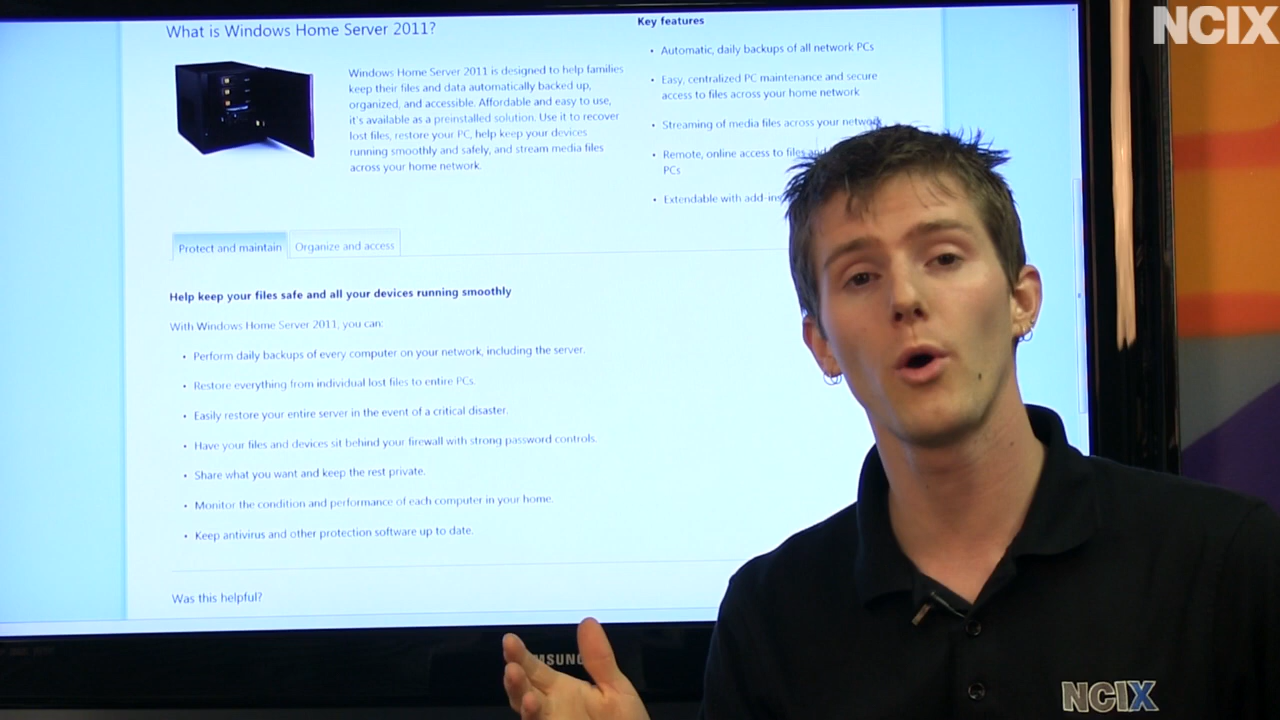 NCIX
What is Windows Home Server 2011?
Windows Home Server 2011 is designed to help families
keep their files and data automatically backed up,
organized, and accessible. Affordable and easy to use,
it's available as a preinstalled solution. Use it to recover
lost files, restore your PC, help keep your devices
running smoothly and safely, and stream media files
across your home network.
Key features
• Automatic, daily backups of all network PCs
• Easy, centralized PC maintenance and secure
access to files across your home network
• Streaming of media files across your network
• Remote, online access to files and
PCs
• Extendable with add-ins
Protect and maintain
Organize and access
Help keep your files safe and all your devices running smoothly
With Windows Home Server 2011, you can:
• Perform daily backups of every computer on your network, including the server.
• Restore everything from individual lost files to entire PCs.
• Easily restore your entire server in the event of a critical disaster.
• Have your files and devices sit behind your firewall with strong password controls.
• Share what you want and keep the rest private.
• Monitor the condition and performance of each computer in your home.
• Keep antivirus and other protection software up to date.
Was this helpful?
MSUNG
NCIX